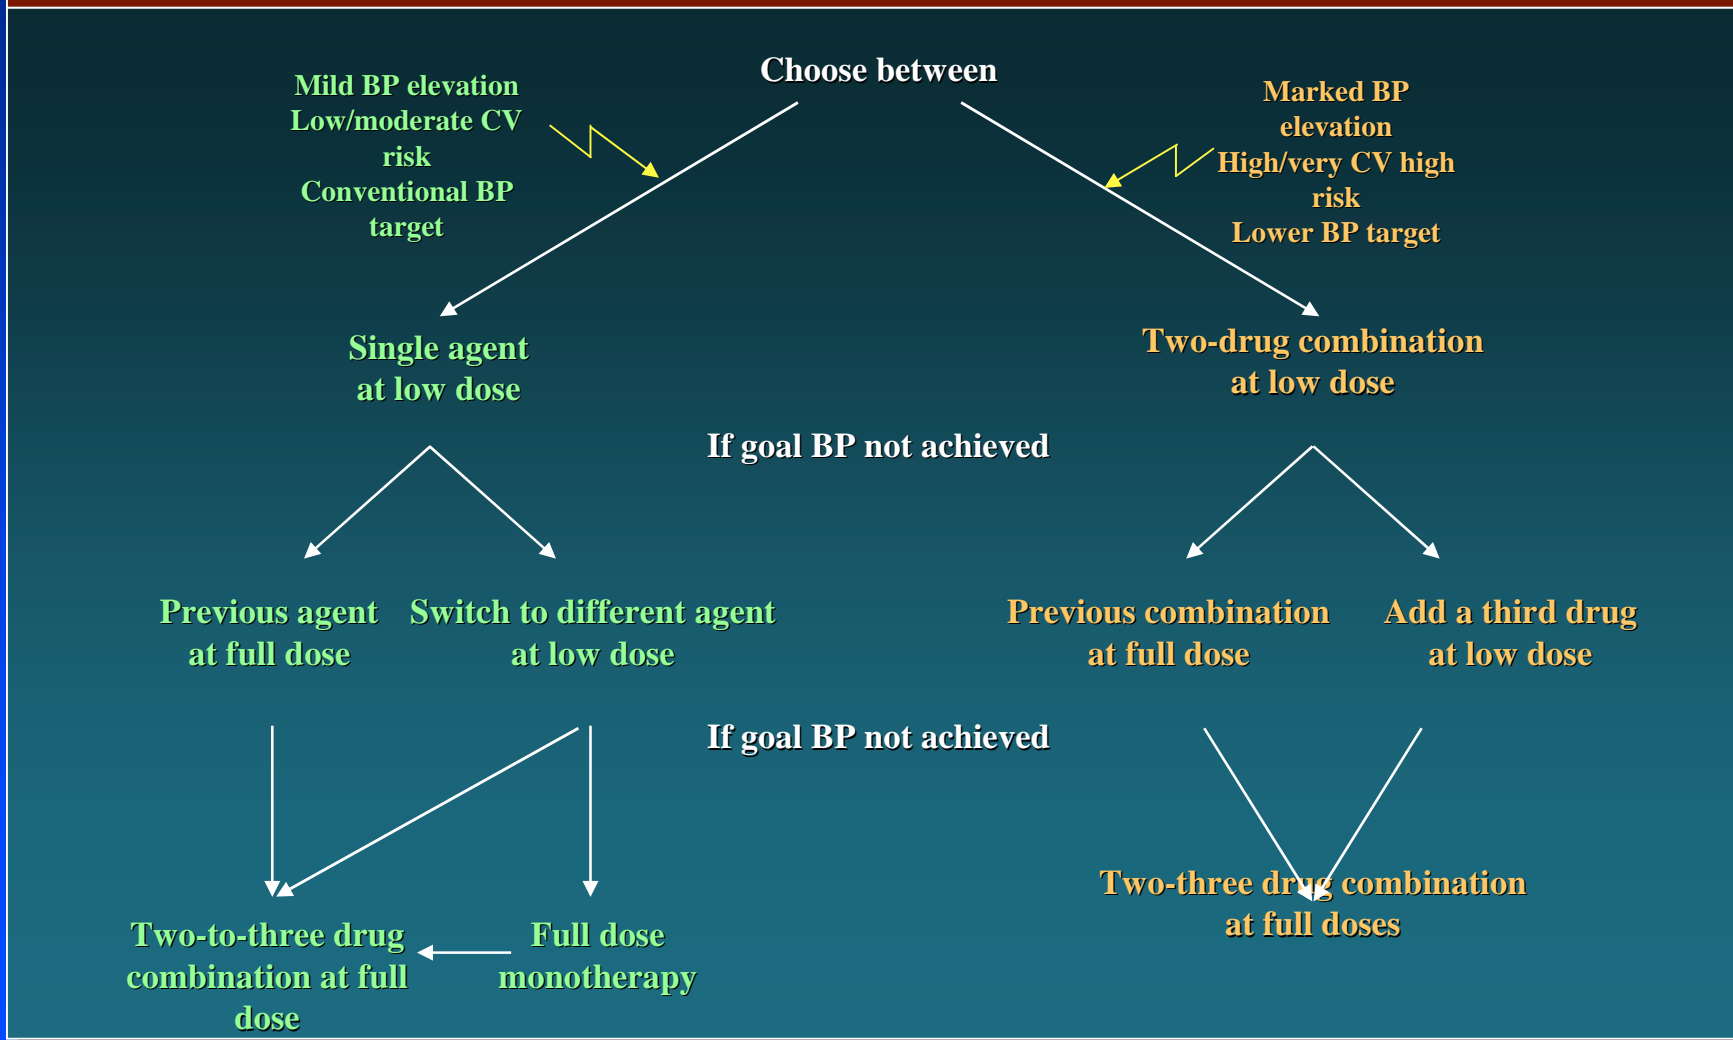 Choose between
Mild BP elevation
Low/moderate CV
risk
Conventional BP
target
Marked BP
elevation
High/very CV high
risk
Lower BP target
Single agent
at low dose
Two-drug combination
at low dose
If goal BP not achieved
Previous agent
at full dose
Switch to different agent
at low dose
Previous combination
at full dose
Add a third drug
at low dose
If goal BP not achieved
Two-to-three drug
combination at full
dose
Full dose
monotherapy
Two-three drug combination
at full doses